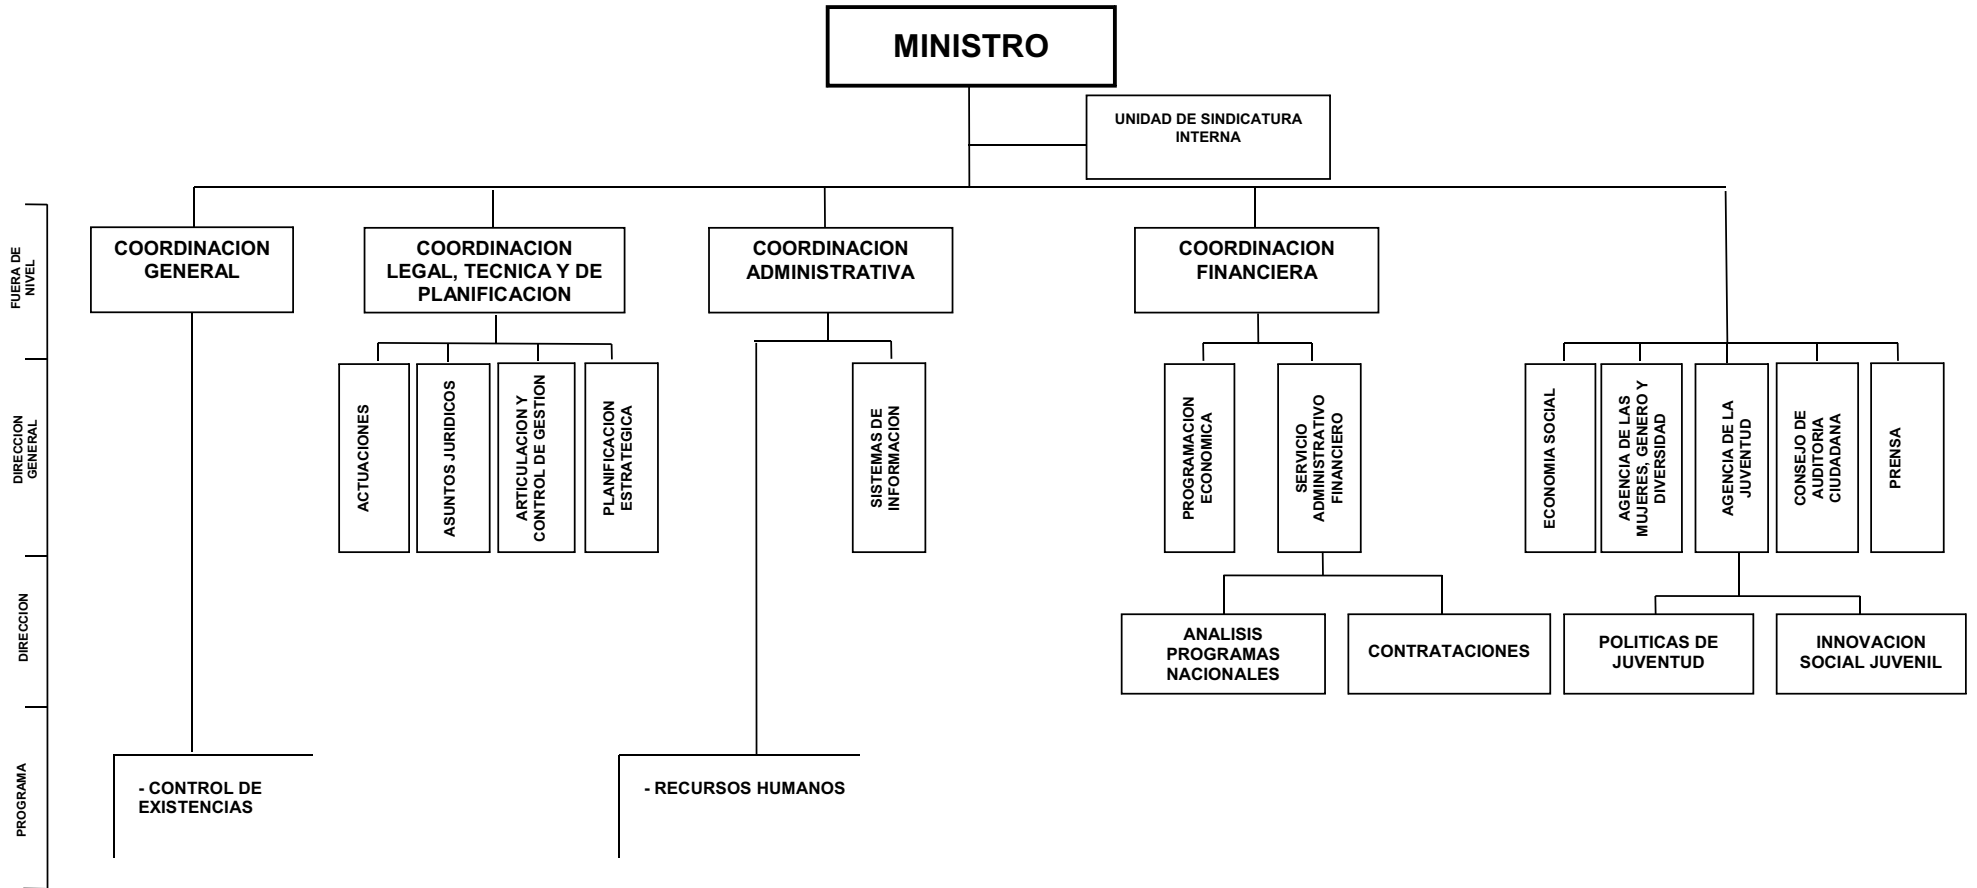 MINISTRO
UNIDAD DE SINDICATURA
INTERNA
FUERA DE
NIVEL
COORDINACION
GENERAL
COORDINACION
LEGAL, TECNICA Y DE
PLANIFICACION
COORDINACION
ADMINISTRATIVA
COORDINACION
FINANCIERA
DIRECCION
GENERAL
ACTUACIONES
ASUNTOS JURIDICOS
ARTICULACION Y
CONTROL DE GESTION
PLANIFICACION
ESTRATEGICA
SISTEMAS DE
INFORMACION
PROGRAMACION
ECONOMICA
SERVICIO
ADMINISTRATIVO
FINANCIERO
ECONOMIA SOCIAL
AGENCIA DE LAS
MUJERES, GENERO Y
DIVERSIDAD
AGENCIA DE LA
JUVENTUD
CONSEJO DE
AUDITORIA
CIUDADANA
PRENSA
DIRECCION
ANALISIS
PROGRAMAS
NACIONALES
CONTRATACIONES
POLITICAS DE
JUVENTUD
INNOVACION
SOCIAL JUVENIL
PROGRAMA
- CONTROL DE
EXISTENCIAS
- RECURSOS HUMANOS